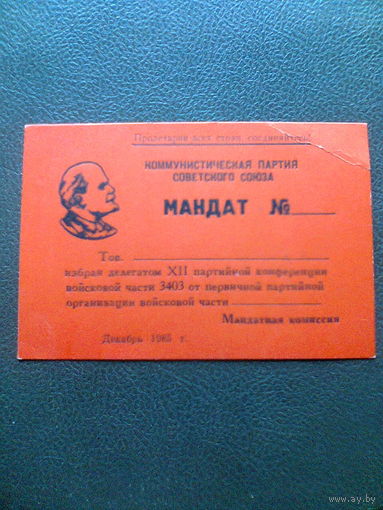 Пролетарии всех стран, соединяйтесь!
КОММУНИСТИЧЕСКАЯ ПАРТИЯ
СОВЕТСКОГО СОЮЗА
МАНДАТ №
Тов.
избран делегатом XII партийной конференции
войсковой части 3403 от первичной партийной
организации войсковой части
Мандатная комиссия
Декабрь 1985 г.
www.ay.by